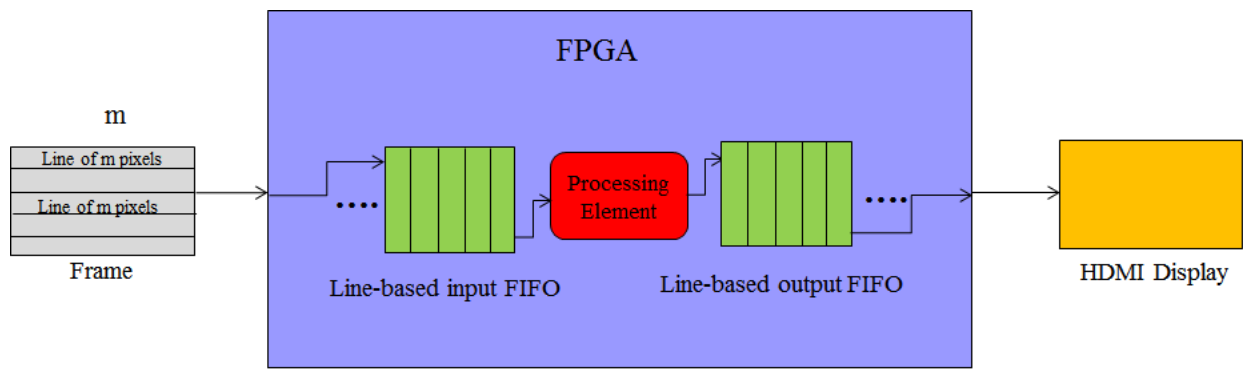 FPGA
m
Line of m pixels
Line of m pixels
Frame
....
Line-based input FIFO
Processing
Element
....
Line-based output FIFO
HDMI Display